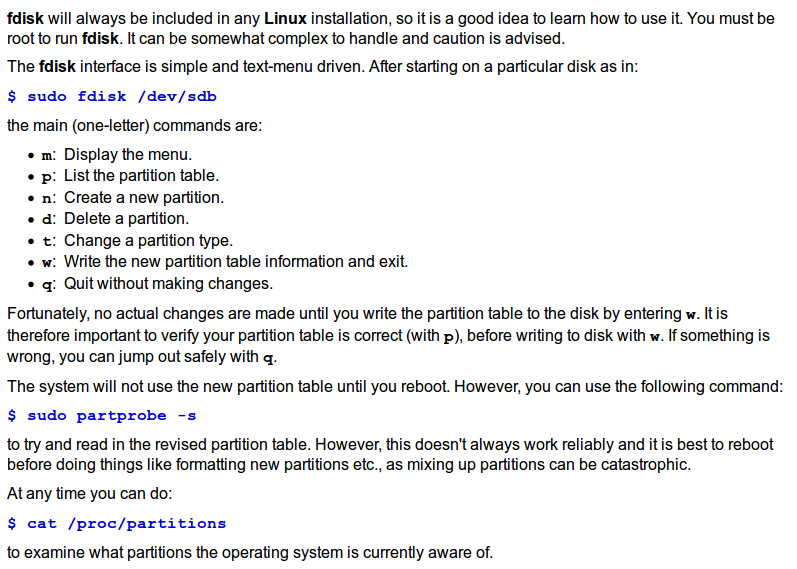 fdisk will always be included in any Linux installation, so it is a good idea to learn how to use it. You must be
root to run fdisk. It can be somewhat complex to handle and caution is advised.
The fdisk interface is simple and text-menu driven. After starting on a particular disk as in:
$ sudo fdisk /dev/sdb
the main (one-letter) commands are:
• m: Display the menu.
• p: List the partition table.
• n: Create a new partition.
• d: Delete a partition.
• t: Change a partition type.
• w: Write the new partition table information and exit.
• q: Quit without making changes.
Fortunately, no actual changes are made until you write the partition table to the disk by entering w. It is
therefore important to verify your partition table is correct (with p), before writing to disk with w. If something is
wrong, you can jump out safely with q.
The system will not use the new partition table until you reboot. However, you can use the following command:
$ sudo partprobe -s
to try and read in the revised partition table. However, this doesn't always work reliably and it is best to reboot
before doing things like formatting new partitions etc., as mixing up partitions can be catastrophic.
At any time you can do:
$ cat /proc/partitions
to examine what partitions the operating system is currently aware of.